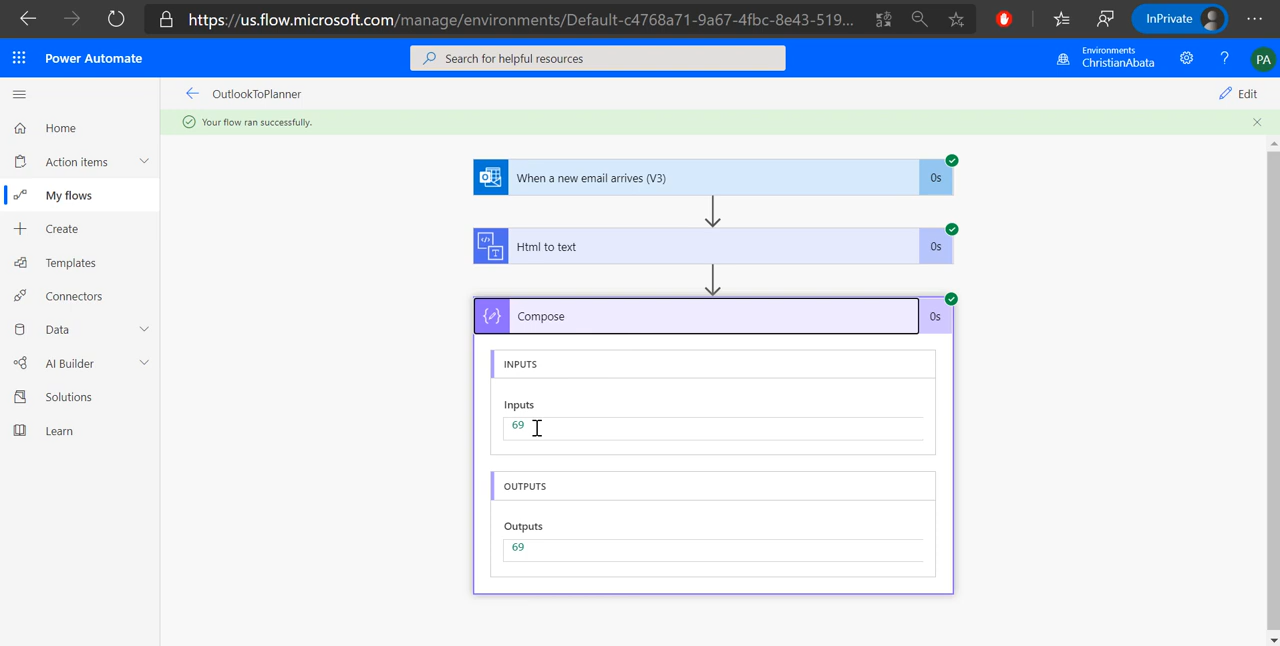 https://us.flow.microsoft.com/manage/environments/Default-c4768a71-9a67-4fbc-8e43-519...
InPrivate
Power Automate
Search for helpful resources
Environments
ChristianAbata
?
PA
OutlookToPlanner
Edit
Your flow ran successfully.
Home
Action items
My flows
Create
Templates
Connectors
Data
AI Builder
Solutions
Learn
When a new email arrives (V3)
0s
Html to text
0s
Compose
0s
INPUTS
Inputs
69
OUTPUTS
Outputs
69